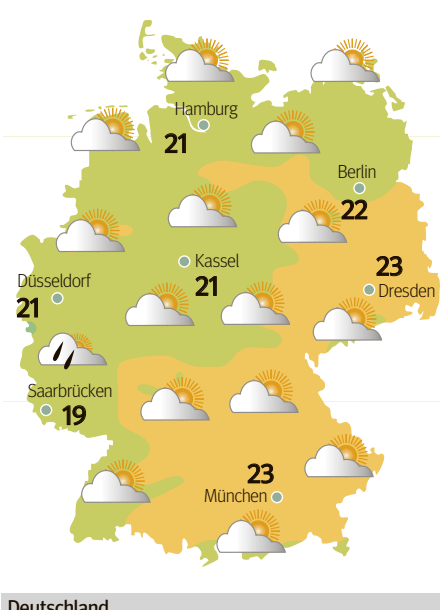 Hamburg
21
Berlin
22
Kassel
21
23
Dresden
Düsseldorf
21
Saarbrücken
19
23
München
Deutschland